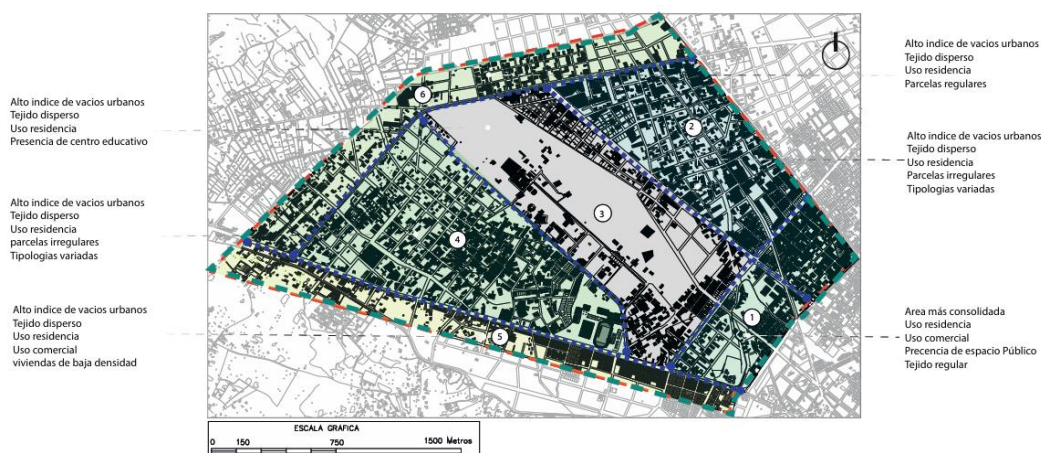 Alto indice de vacios urbanos
Tejido disperso
Uso residencia
Presencia de centro educativo
Alto indice de vacios urbanos
Tejido disperso
Uso residencia
parcelas irregulares
Tipologias variadas
Alto indice de vacios urbanos
Tejido disperso
Uso residencia
Uso comercial
viviendas de baja densidad
6
2
3
4
1
5
Alto indice de vacios urbanos
Tejido disperso
Uso residencia
Parcelas regulares
Alto indice de vacios urbanos
Tejido disperso
Uso residencia
Parcelas irregulares
Tipologias variadas
Area más consolidada
Uso residencia
Uso comercial
Precencia de espacio Público
Tejido regular
ESCALA GRAFICA
0 150 750 1500 Metros